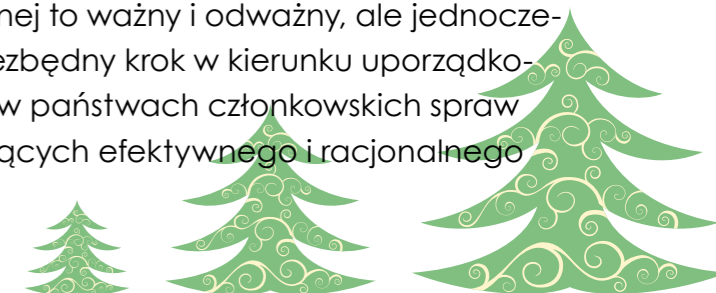 nej to ważny i odważny, ale jednocze-
ezbędny krok w kierunku uporządko-
w państwach członkowskich spraw
ących efektywnego i racjonalnego